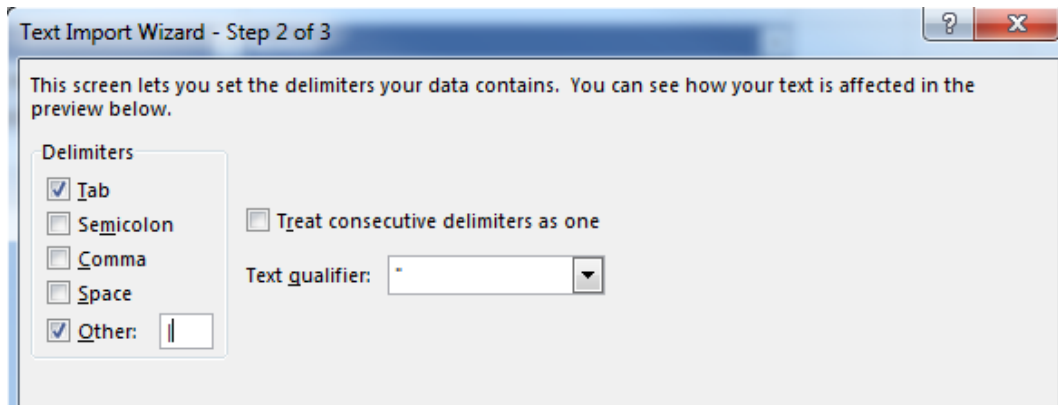 Text Import Wizard - Step 2 of 3
?
X
This screen lets you set the delimiters your data contains.  You can see how your text is affected in the
preview below.
Delimiters
Tab
Semicolon
Treat consecutive delimiters as one
Comma
Text qualifier: "
Space
Other: |